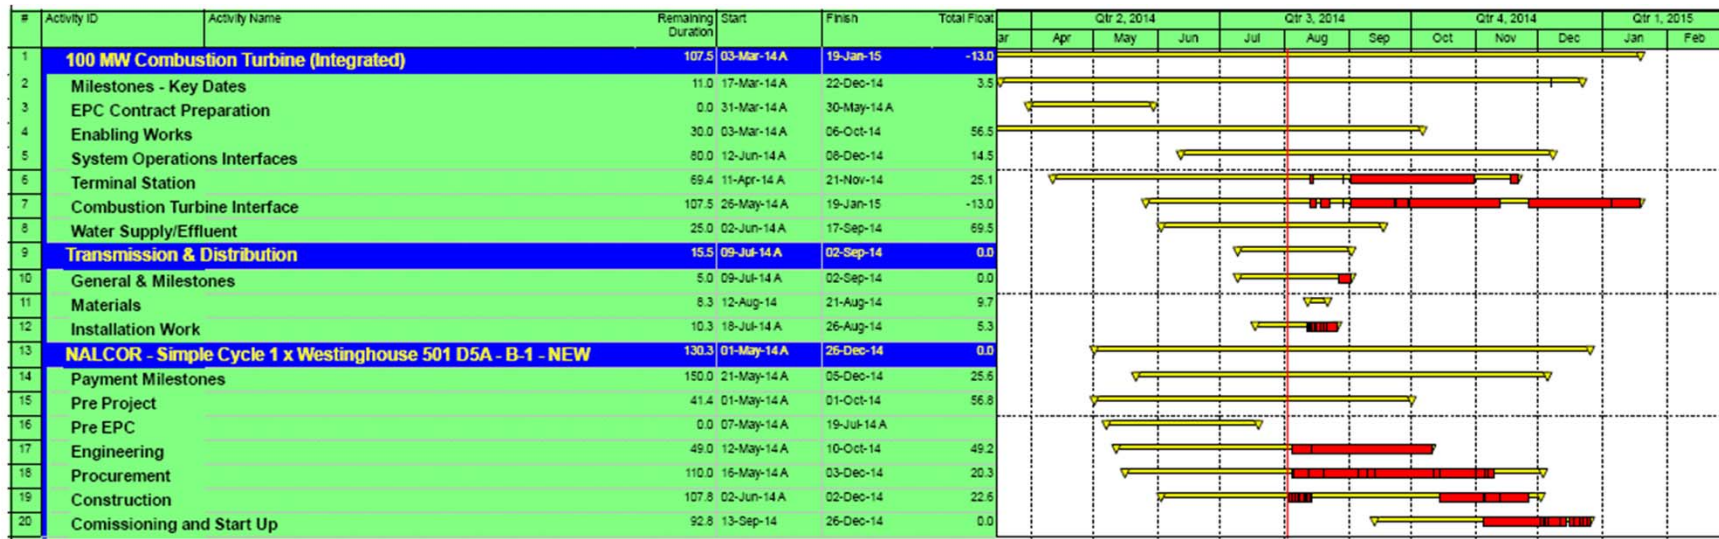 # Activity ID Activity Name Remaining Duration Start Finish Total Float Qtr 2, 2014 Qtr 3, 2014 Qtr 4, 2014 Qtr 1, 2015
ar Apr May Jun Jul Aug Sep Oct Nov Dec Jan Feb
1 100 MW Combustion Turbine (Integrated) 107.5 03-Mar-14 A 19-Jan-15 -13.0
2 Milestones - Key Dates 11.0 17-Mar-14 A 22-Dec-14 3.5
3 EPC Contract Preparation 0.0 31-Mar-14 A 30-May-14 A
4 Enabling Works 30.0 03-Mar-14 A 06-Oct-14 56.5
5 System Operations Interfaces 80.0 12-Jun-14 A 08-Dec-14 14.5
6 Terminal Station 69.4 11-Apr-14 A 21-Nov-14 25.1
7 Combustion Turbine Interface 107.5 26-May-14 A 19-Jan-15 -13.0
8 Water Supply/Effluent 25.0 02-Jun-14 A 17-Sep-14 69.5
9 Transmission & Distribution 15.5 09-Jul-14 A 02-Sep-14 0.0
10 General & Milestones 5.0 09-Jul-14 A 02-Sep-14 0.0
11 Materials 8.3 12-Aug-14 21-Aug-14 9.7
12 Installation Work 10.3 18-Jul-14 A 26-Aug-14 5.3
13 NALCOR - Simple Cycle 1 x Westinghouse 501 D5A - B-1 - NEW 130.3 01-May-14 A 26-Dec-14 0.0
14 Payment Milestones 150.0 21-May-14 A 05-Dec-14 25.6
15 Pre Project 41.4 01-May-14 A 01-Oct-14 56.8
16 Pre EPC 0.0 07-May-14 A 19-Jul-14 A
17 Engineering 49.0 12-May-14 A 10-Oct-14 49.2
18 Procurement 110.0 16-May-14 A 03-Dec-14 20.3
19 Construction 107.8 02-Jun-14 A 02-Dec-14 22.6
20 Comissioning and Start Up 92.8 13-Sep-14 26-Dec-14 0.0